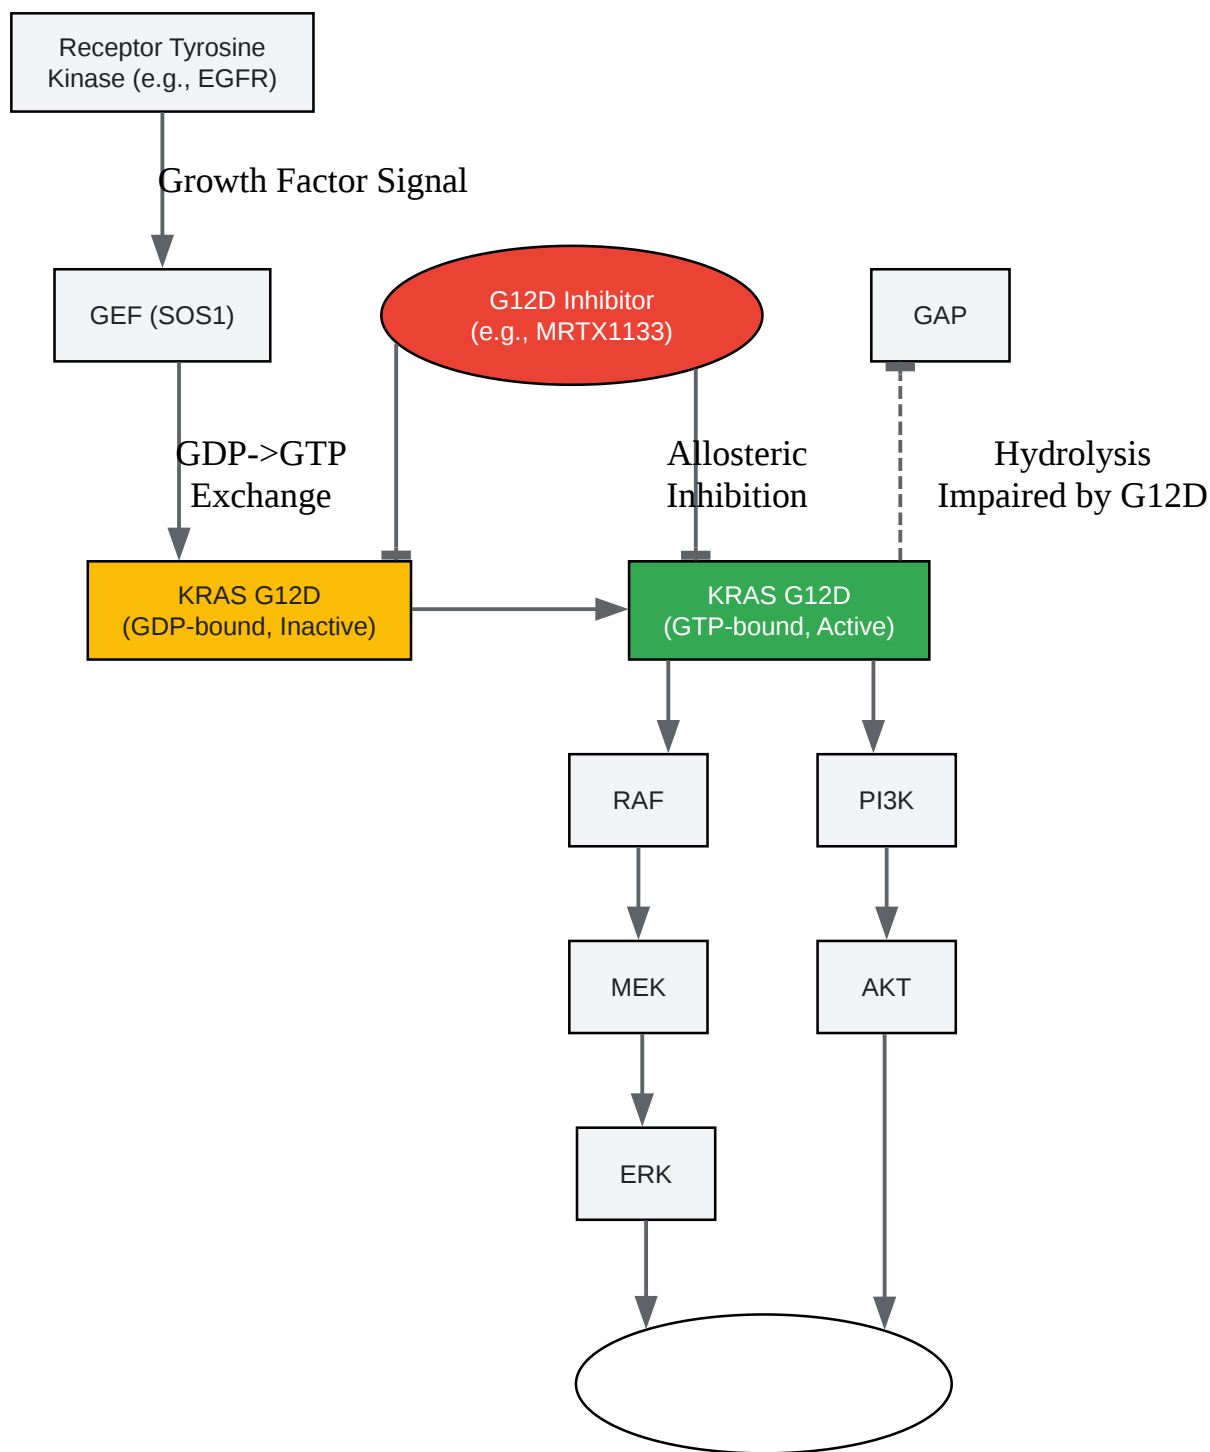 Receptor Tyrosine
Kinase (e.g., EGFR)
Growth Factor Signal
GEF (SOS1)
G12D Inhibitor
(e.g., MRTX1133)
GAP
GDP->GTP
Exchange
Allosteric
Inhibition
Hydrolysis
Impaired by G12D
KRAS G12D
(GDP-bound, Inactive)
KRAS G12D
(GTP-bound, Active)
RAF
PI3K
MEK
AKT
ERK